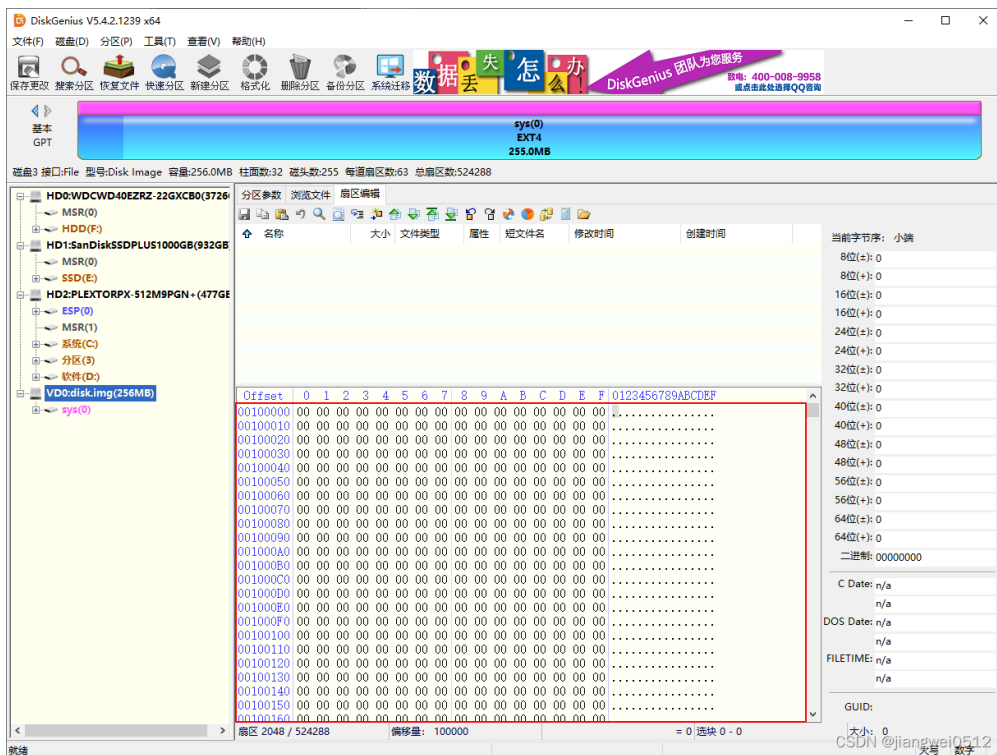 DiskGenius V5.4.2.1239 x64
文件(F) 磁盘(D) 分区(P) 工具(T) 查看(V) 帮助(H)
保存更改 搜索分区 恢复文件 快速分区 新建分区 格式化 删除分区 备份分区 系统迁移
数据丢失怎么办!
DiskGenius 团队为您服务
致电: 400-008-9958
或点击此处选择QQ咨询
基本
GPT
sys(0)
EXT4
255.0MB
磁盘3 接口:File 型号:Disk Image 容量:256.0MB 柱面数:32 磁头数:255 每道扇区数:63 总扇区数:524288
HD0:WDCWD40EZRZ-22GXCB0(3726
MSR(0)
HDD(F:)
HD1:SanDiskSSDPLUS1000GB(932GB
MSR(0)
SSD(E:)
HD2:PLEXTORPX-512M9PGN+(477GB
ESP(0)
MSR(1)
系统(C:)
分区(3)
软件(D:)
VD0:disk.img(256MB)
sys(0)
分区参数 浏览文件 扇区编辑
名称 大小 文件类型 属性 短文件名 修改时间 创建时间
Offset 0 1 2 3 4 5 6 7 8 9 A B C D E F 0123456789ABCDEF
00100000 00 00 00 00 00 00 00 00 00 00 00 00 00 00 00 00 ................
00100010 00 00 00 00 00 00 00 00 00 00 00 00 00 00 00 00 ................
00100020 00 00 00 00 00 00 00 00 00 00 00 00 00 00 00 00 ................
00100030 00 00 00 00 00 00 00 00 00 00 00 00 00 00 00 00 ................
00100040 00 00 00 00 00 00 00 00 00 00 00 00 00 00 00 00 ................
00100050 00 00 00 00 00 00 00 00 00 00 00 00 00 00 00 00 ................
00100060 00 00 00 00 00 00 00 00 00 00 00 00 00 00 00 00 ................
00100070 00 00 00 00 00 00 00 00 00 00 00 00 00 00 00 00 ................
00100080 00 00 00 00 00 00 00 00 00 00 00 00 00 00 00 00 ................
00100090 00 00 00 00 00 00 00 00 00 00 00 00 00 00 00 00 ................
001000A0 00 00 00 00 00 00 00 00 00 00 00 00 00 00 00 00 ................
001000B0 00 00 00 00 00 00 00 00 00 00 00 00 00 00 00 00 ................
001000C0 00 00 00 00 00 00 00 00 00 00 00 00 00 00 00 00 ................
001000D0 00 00 00 00 00 00 00 00 00 00 00 00 00 00 00 00 ................
001000E0 00 00 00 00 00 00 00 00 00 00 00 00 00 00 00 00 ................
001000F0 00 00 00 00 00 00 00 00 00 00 00 00 00 00 00 00 ................
00100100 00 00 00 00 00 00 00 00 00 00 00 00 00 00 00 00 ................
00100110 00 00 00 00 00 00 00 00 00 00 00 00 00 00 00 00 ................
00100120 00 00 00 00 00 00 00 00 00 00 00 00 00 00 00 00 ................
00100130 00 00 00 00 00 00 00 00 00 00 00 00 00 00 00 00 ................
00100140 00 00 00 00 00 00 00 00 00 00 00 00 00 00 00 00 ................
00100150 00 00 00 00 00 00 00 00 00 00 00 00 00 00 00 00 ................
00100160 00 00 00 00 00 00 00 00 00 00 00 00 00 00 00 00 ................
扇区 2048 / 524288 偏移量: 100000 = 0 选块 0 - 0
当前字节序: 小端
8位(±): 0
8位(+): 0
16位(±): 0
16位(+): 0
24位(±): 0
24位(+): 0
32位(±): 0
32位(+): 0
40位(±): 0
40位(+): 0
48位(±): 0
48位(+): 0
56位(±): 0
56位(+): 0
64位(±): 0
64位(+): 0
二进制: 00000000
C Date: n/a
n/a
DOS Date: n/a
n/a
FILETIME: n/a
n/a
GUID:
大小: 0
就绪 大写 数字
CSDN @jiangwei0512